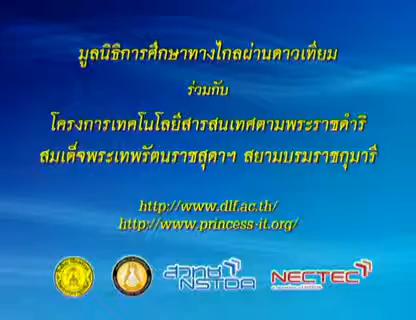 มูลนิธิการศึกษาทางไกลผ่านดาวเทียม
ร่วมกับ
โครงการเทคโนโลยีสารสนเทศตามพระราชดำริ
สมเด็จพระเทพรัตนราชสุดาฯ สยามบรมราชกุมารี
http://www.dlf.ac.th/
http://www.princess-it.org/
สวทช
NSTDA
NECTEC